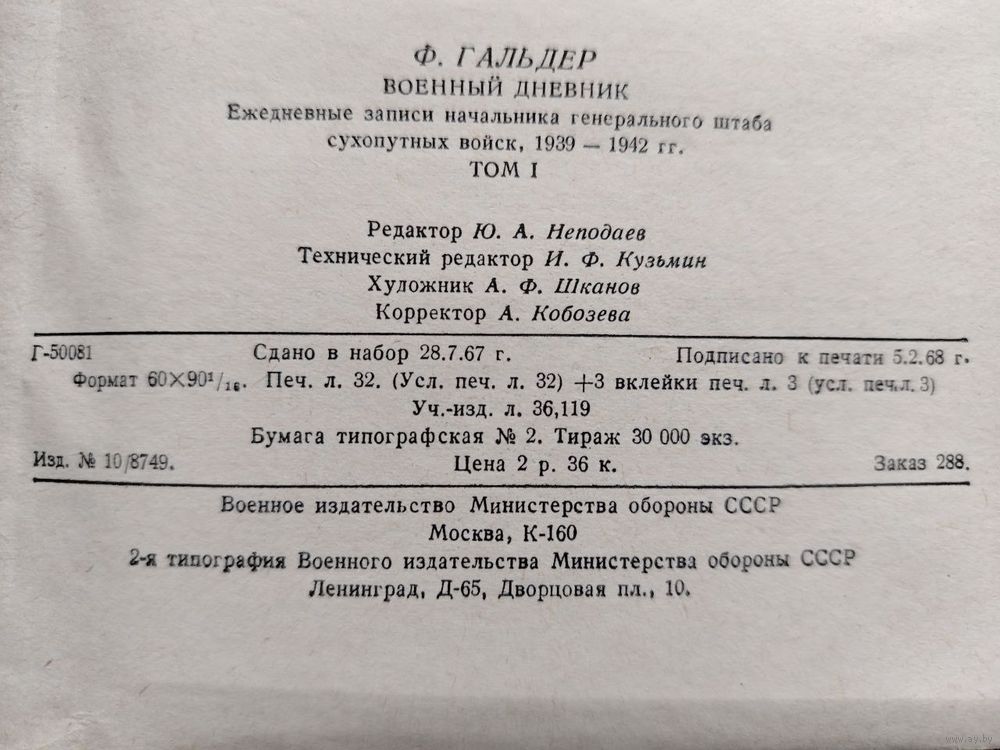 Ф. ГАЛЬДЕР
ВОЕННЫЙ ДНЕВНИК
Ежедневные записи начальника генерального штаба
сухопутных войск, 1939 — 1942 гг.
ТОМ I
Редактор Ю. А. Неподаев
Технический редактор И. Ф. Кузьмин
Художник А. Ф. Шканов
Корректор А. Кобозева
Г-50081 Сдано в набор 28.7.67 г. Подписано к печати 5.2.68 г.
Формат 60×90¹/₁₆. Печ. л. 32. (Усл. печ. л. 32) +3 вклейки печ. л. 3 (усл. печ.л. 3)
Уч.-изд. л. 36,119
Бумага типографская № 2. Тираж 30 000 экз.
Изд. № 10/8749. Цена 2 р. 36 к. Заказ 288.
Военное издательство Министерства обороны СССР
Москва, К-160
2-я типография Военного издательства Министерства обороны СССР
Ленинград, Д-65, Дворцовая пл., 10.
www.ay.by